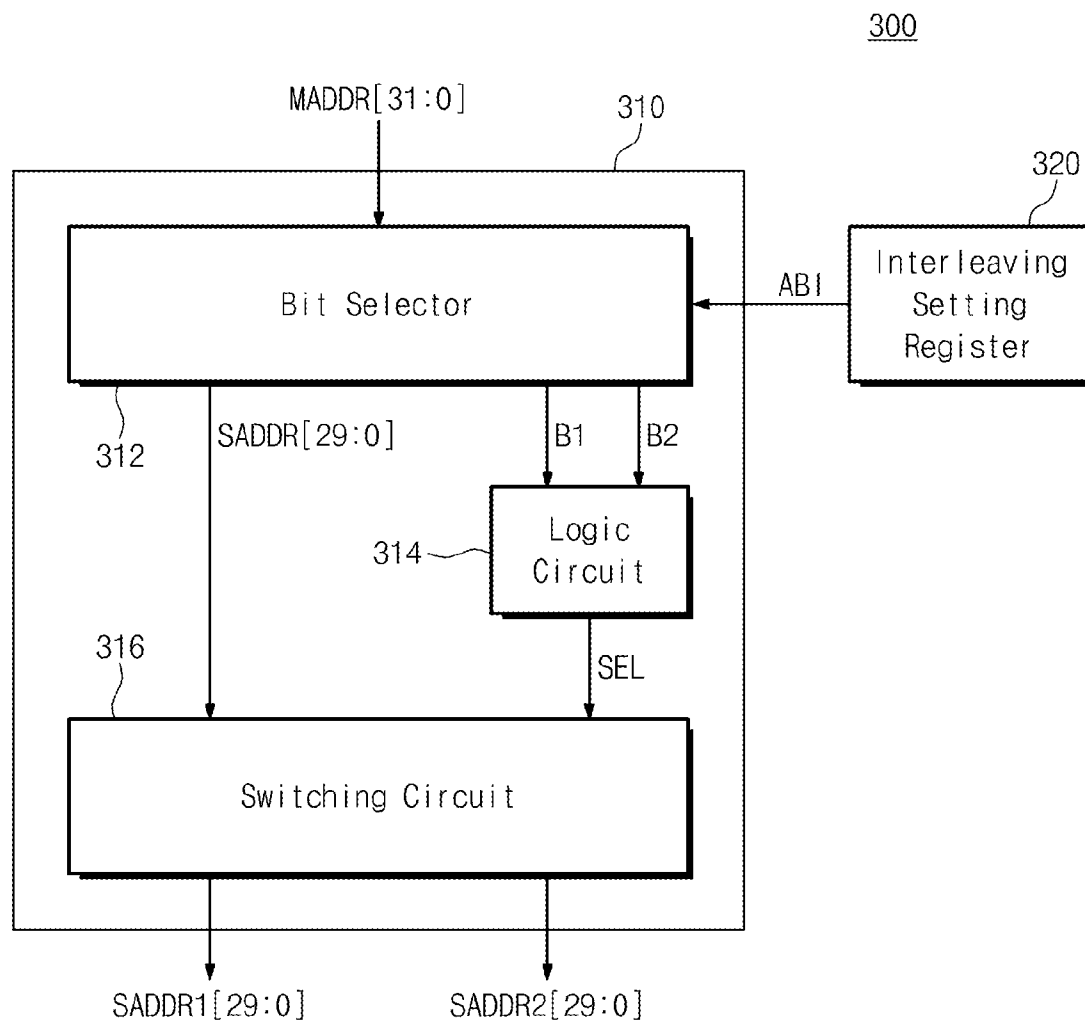 300
MADDR[31:0]
310
320
Bit Selector
ABI
Interleaving
Setting
Register
312
SADDR[29:0]
B1
B2
314
Logic
Circuit
316
SEL
Switching Circuit
SADDR1[29:0]
SADDR2[29:0]